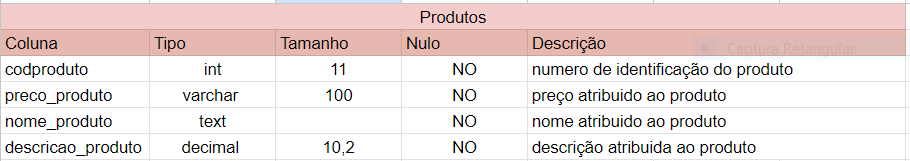 Produtos
Coluna Tipo Tamanho Nulo Descrição
Captura Retangular
codproduto int 11 NO numero de identificação do produto
preco_produto varchar 100 NO preço atribuido ao produto
nome_produto text NO nome atribuido ao produto
descricao_produto decimal 10,2 NO descrição atribuida ao produto